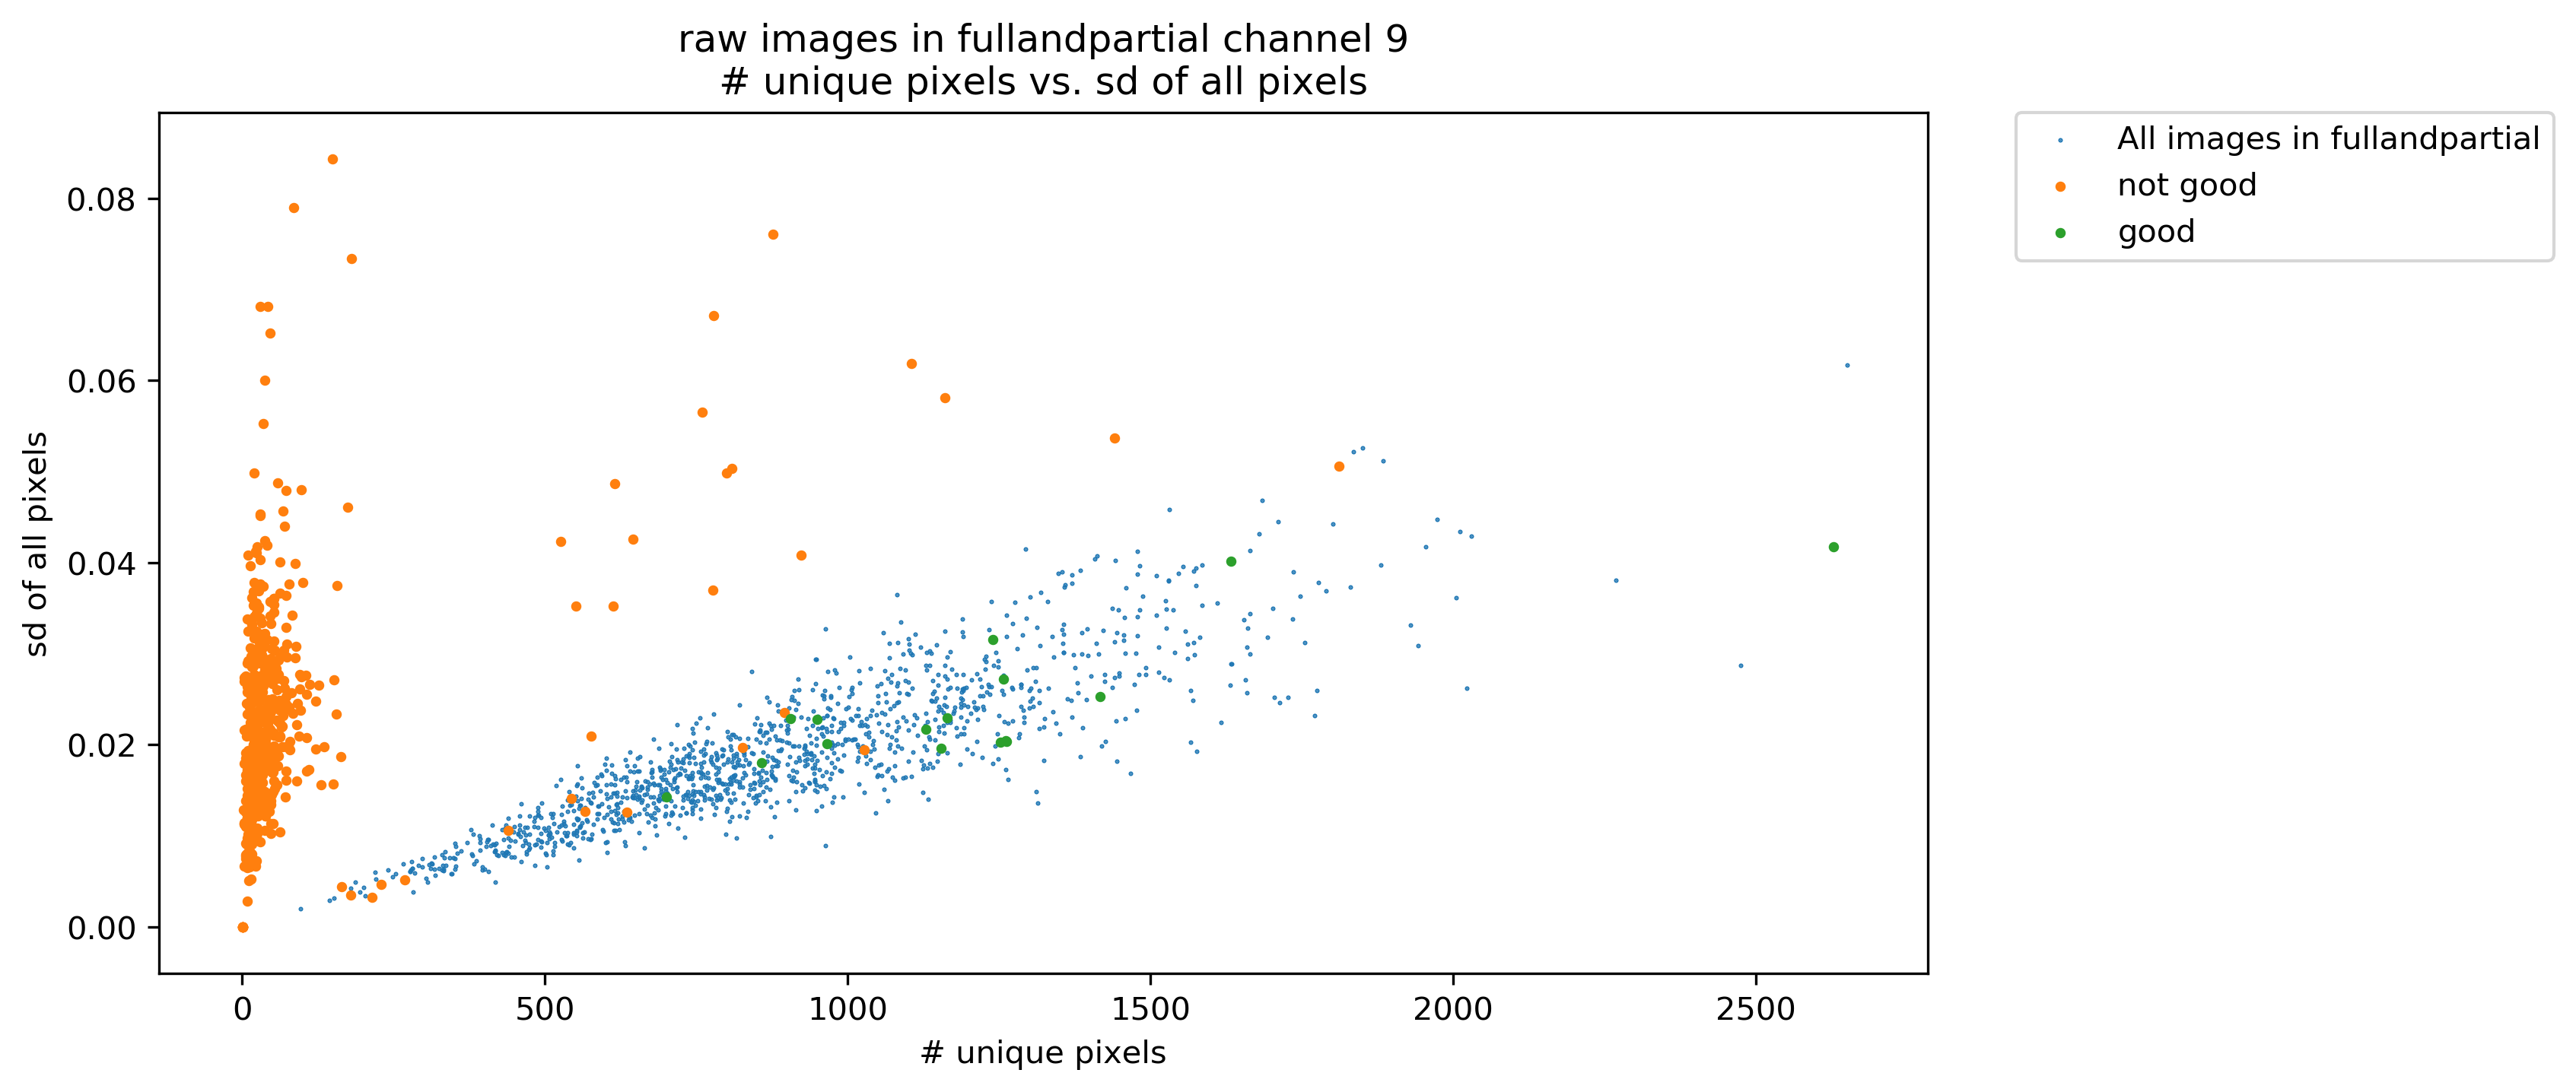 raw images in fullandpartial channel 9
# unique pixels vs. sd of all pixels
All images in fullandpartial
not good
good
sd of all pixels
0.08
0.06
0.04
0.02
0.00
0
500
1000
1500
2000
2500
# unique pixels